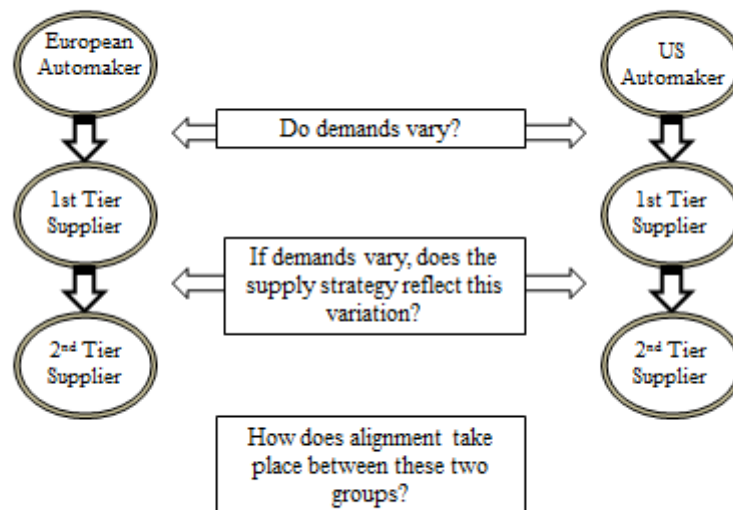 European
Automaker
US
Automaker
Do demands vary?
1st Tier
Supplier
1st Tier
Supplier
If demands vary, does the
supply strategy reflect this
variation?
2nd Tier
Supplier
2nd Tier
Supplier
How does alignment take
place between these two
groups?